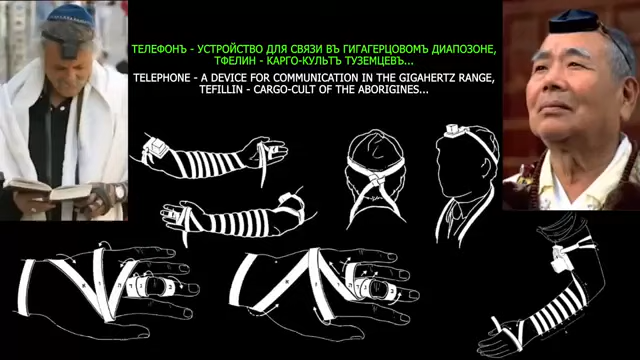 ТЕЛЕФОНЪ - УСТРОЙСТВО ДЛЯ СВЯЗИ ВЪ ГИГАГЕРЦОВОМЪ ДИАПОЗОНЕ,
ТФЕЛИН - КАРГО-КУЛЬТЪ ТУЗЕМЦЕВЪ...
TELEPHONE - A DEVICE FOR COMMUNICATION IN THE GIGAHERTZ RANGE,
TEFILLIN - CARGO-CULT OF THE ABORIGINES...